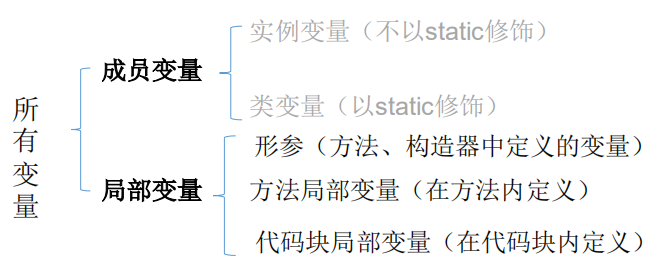 所有变量
成员变量
实例变量（不以static修饰）
类变量（以static修饰）
局部变量
形参（方法、构造器中定义的变量）
方法局部变量（在方法内定义）
代码块局部变量（在代码块内定义）